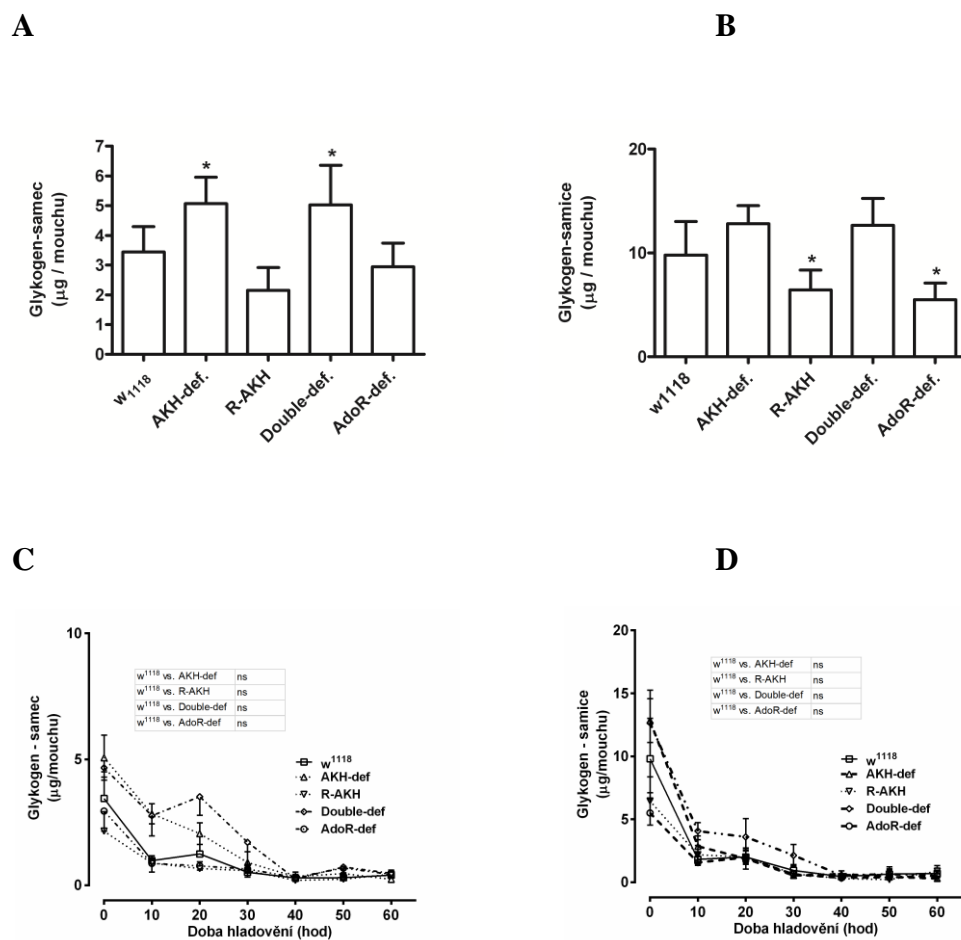 A
B
Glykogen-samec
(µg / mouchu)
7
6
5
4
3
2
1
0
*
*
w1118
AKH-def.
R-AKH
Double-def.
AdoR-def.
Glykogen-samice
(µg / mouchu)
20
10
0
*
*
w1118
AKH-def.
R-AKH
Double-def.
AdoR-def.
C
D
Glykogen - samec
(µg/mouchu)
10
5
0
w1118 vs. AKH-def ns
w1118 vs. R-AKH ns
w1118 vs. Double-def ns
w1118 vs. AdoR-def ns
w1118
AKH-def
R-AKH
Double-def
AdoR-def
0 10 20 30 40 50 60
Doba hladovění (hod)
Glykogen - samice
(µg/mouchu)
20
15
10
5
0
w1118 vs. AKH-def ns
w1118 vs. R-AKH ns
w1118 vs. Double-def ns
w1118 vs. AdoR-def ns
w1118
AKH-def
R-AKH
Double-def
AdoR-def
0 10 20 30 40 50 60
Doba hladovění (hod)